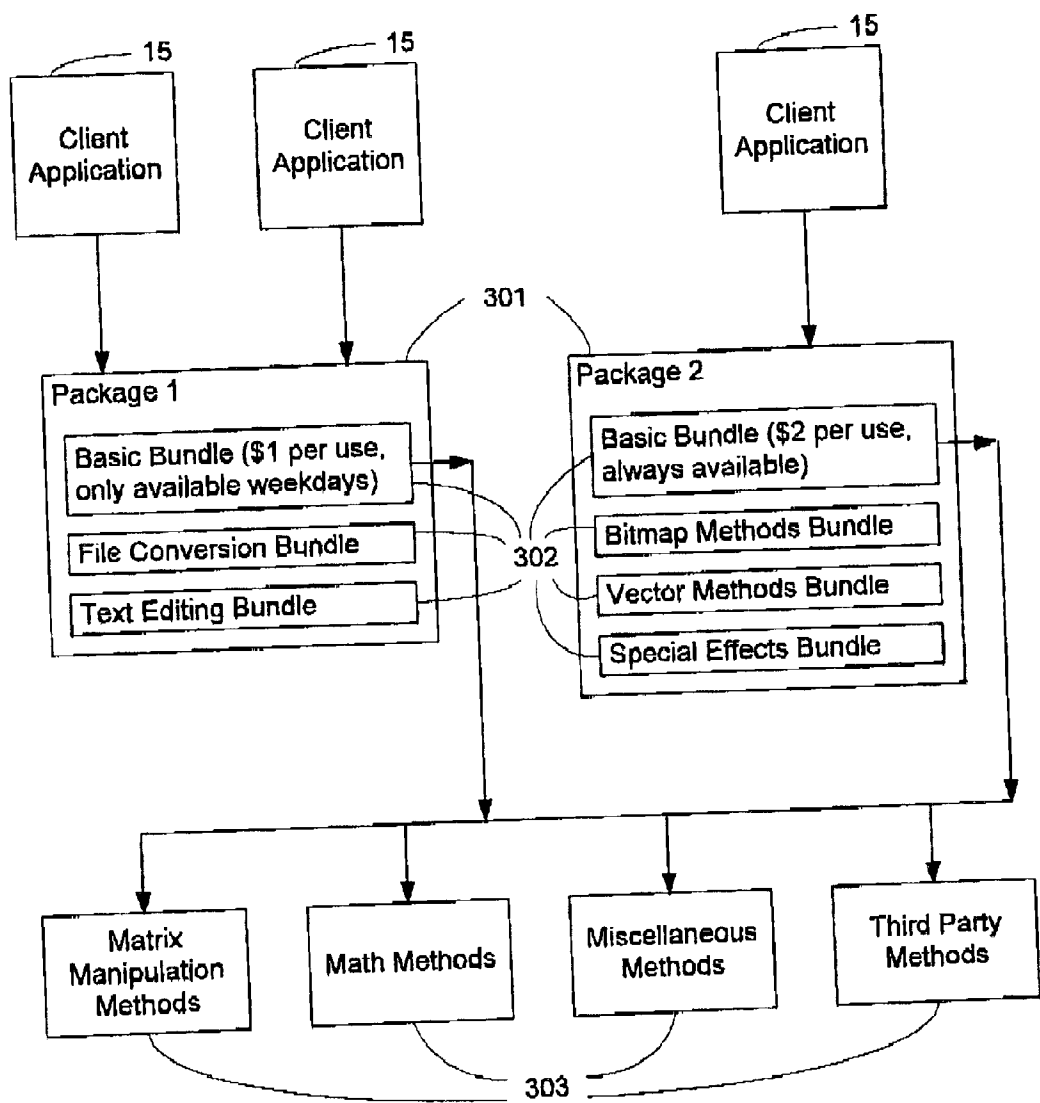 15
15
15
Client
Application
Client
Application
Client
Application
301
Package 1
Basic Bundle ($1 per use,
only available weekdays)
File Conversion Bundle
Text Editing Bundle
302
Package 2
Basic Bundle ($2 per use,
always available)
Bitmap Methods Bundle
Vector Methods Bundle
Special Effects Bundle
Matrix
Manipulation
Methods
Math Methods
Miscellaneous
Methods
Third Party
Methods
303